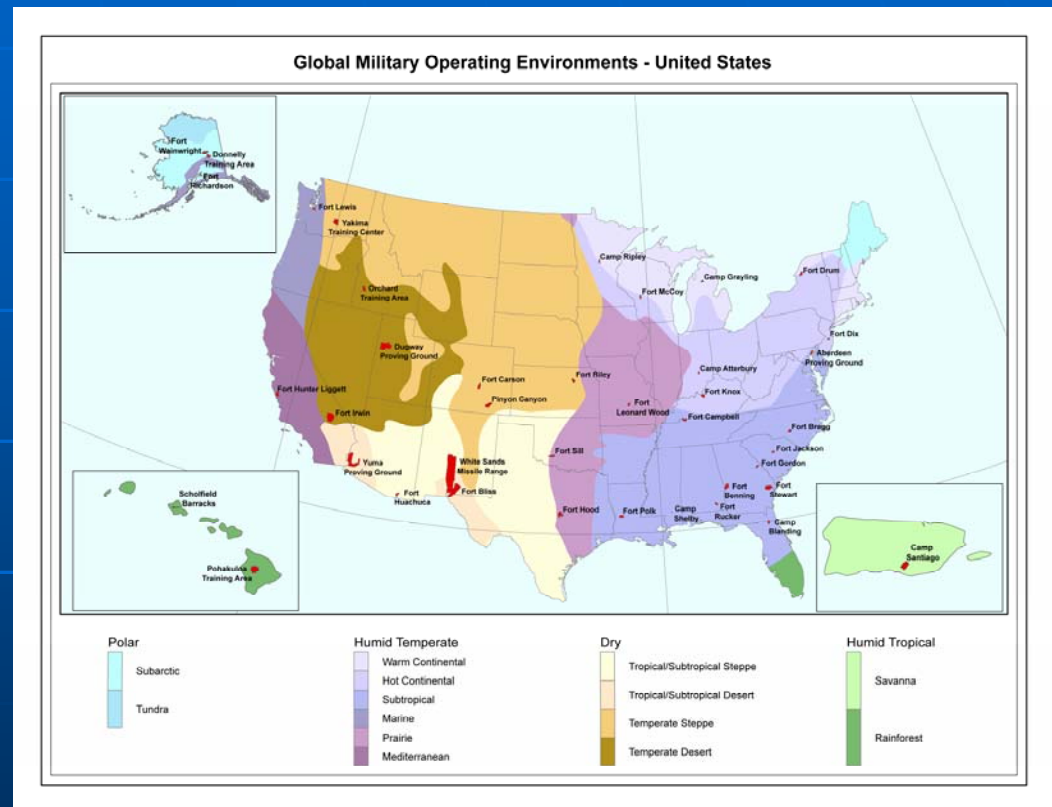 Global Military Operating Environments - United States
Fort
Wainwright
Donnelly
Training Area
Fort
Richardson
Fort Lewis
Yakima
Training Center
Camp Ripley
Camp Grayling
Fort Drum
Fort McCoy
Orchard
Training Area
Fort Dix
Dugway
Proving Ground
Aberdeen
Proving Ground
Camp Atterbury
Fort Carson
Fort Riley
Fort Hunter Liggett
Pinyon Canyon
Fort Knox
Fort
Leonard Wood
Fort Irwin
Fort Campbell
Fort Bragg
Fort Jackson
Fort Sill
White Sands
Missile Range
Yuma
Proving Ground
Fort Gordon
Fort Bliss
Fort
Huachuca
Fort
Benning
Fort
Stewart
Scholfield
Barracks
Fort Hood
Fort Polk
Camp
Shelby
Fort
Rucker
Camp
Blanding
Camp
Santiago
Pohakulna
Training Area
Polar
Subarctic
Tundra
Humid Temperate
Warm Continental
Hot Continental
Subtropical
Marine
Prairie
Mediterranean
Dry
Tropical/Subtropical Steppe
Tropical/Subtropical Desert
Temperate Steppe
Temperate Desert
Humid Tropical
Savanna
Rainforest